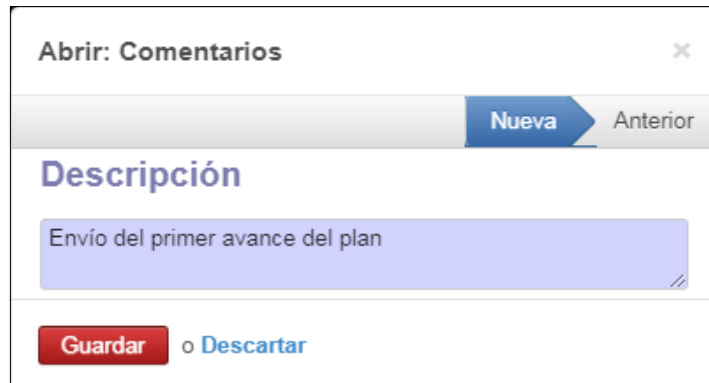 Abrir: Comentarios ×
Nueva Anterior
Descripción
Envío del primer avance del plan
Guardar o Descartar